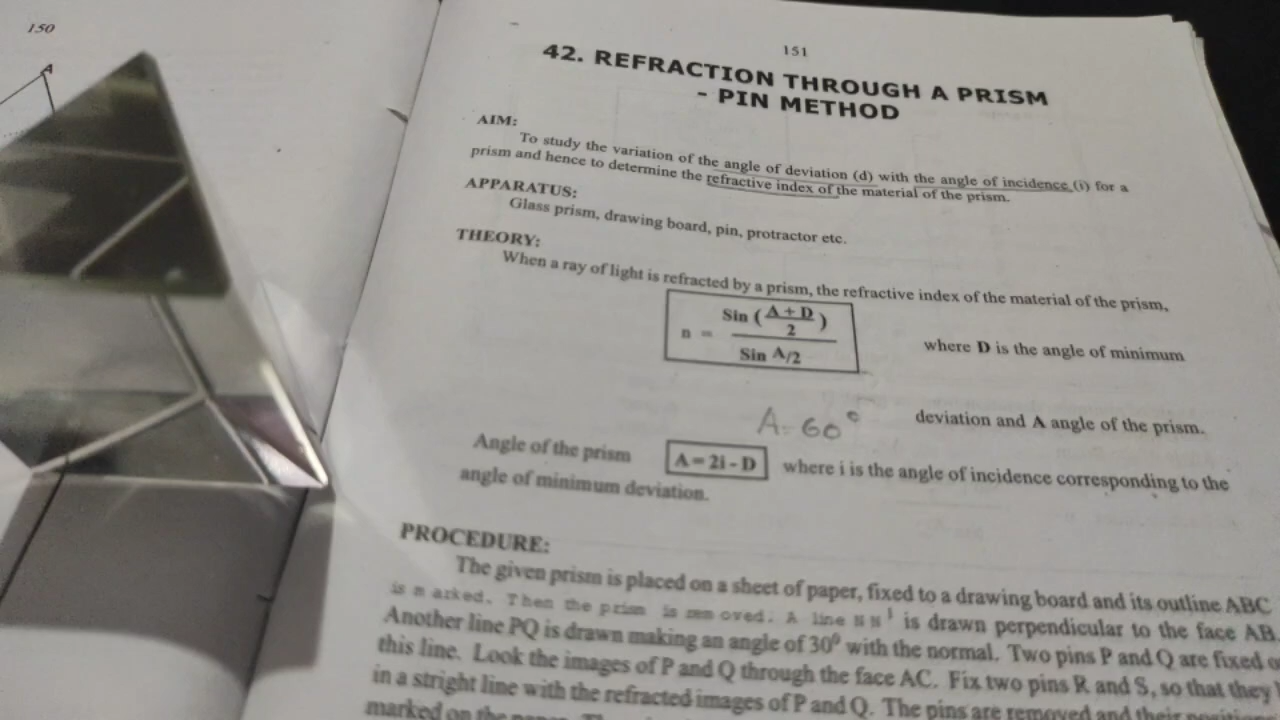 150
A
151
42. REFRACTION THROUGH A PRISM
- PIN METHOD
AIM:
To study the variation of the angle of deviation (d) with the angle of incidence (i) for a
prism and hence to determine the refractive index of the material of the prism.
APPARATUS:
Glass prism, drawing board, pin, protractor etc.
THEORY:
When a ray of light is refracted by a prism, the refractive index of the material of the prism,
n = Sin (A + D / 2) / Sin A/2
where D is the angle of minimum
deviation and A angle of the prism.
A = 60°
Angle of the prism A = 2i - D where i is the angle of incidence corresponding to the
angle of minimum deviation.
PROCEDURE:
The given prism is placed on a sheet of paper, fixed to a drawing board and its outline ABC
is marked. Then the prism is removed. A line NN' is drawn perpendicular to the face AB.
Another line PQ is drawn making an angle of 30⁰ with the normal. Two pins P and Q are fixed
this line. Look the images of P and Q through the face AC. Fix two pins R and S, so that they
in a stright line with the refracted images of P and Q. The pins are removed and their
marked on the paper.